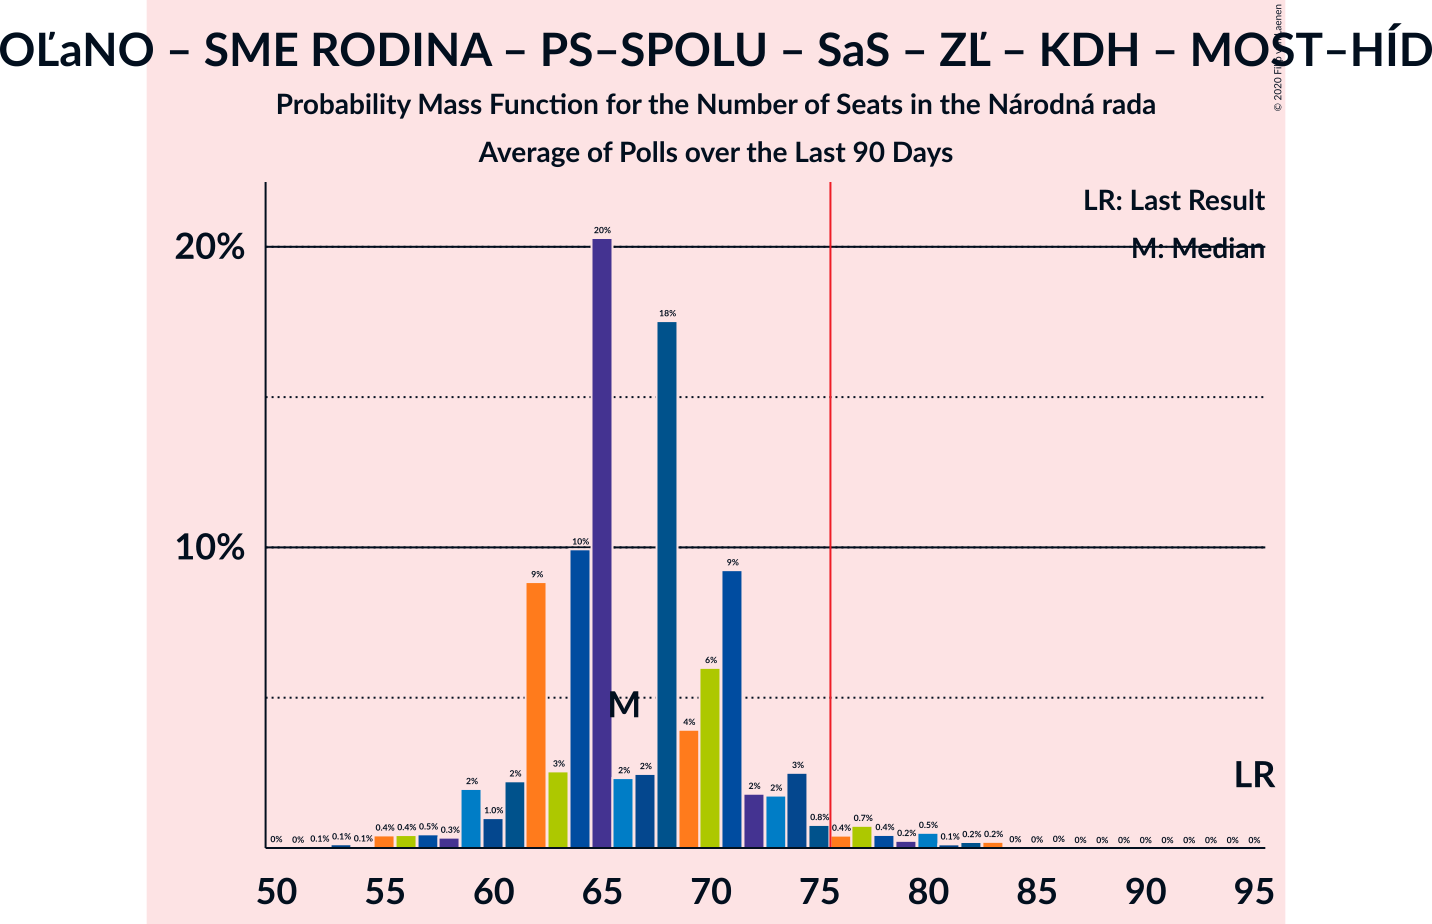 OĽaNO – SME RODINA – PS–SPOLU – SaS – ZĽ – KDH – MOST–HÍD
Probability Mass Function for the Number of Seats in the Národná rada
Average of Polls over the Last 90 Days
© 2020
LR: Last Result
M: Median
20%
10%
0% 0% 0.1% 0.1% 0.1% 0.4% 0.4% 0.5% 0.3% 2% 1.0% 2% 9% 3% 10% 20% 2% 2% 18% 4% 6% 9% 2% 2% 3% 0.8% 0.4% 0.7% 0.4% 0.2% 0.5% 0.1% 0.2% 0.2% 0% 0% 0% 0% 0% 0% 0% 0% 0% 0% 0% 0%
M
LR
50 55 60 65 70 75 80 85 90 95